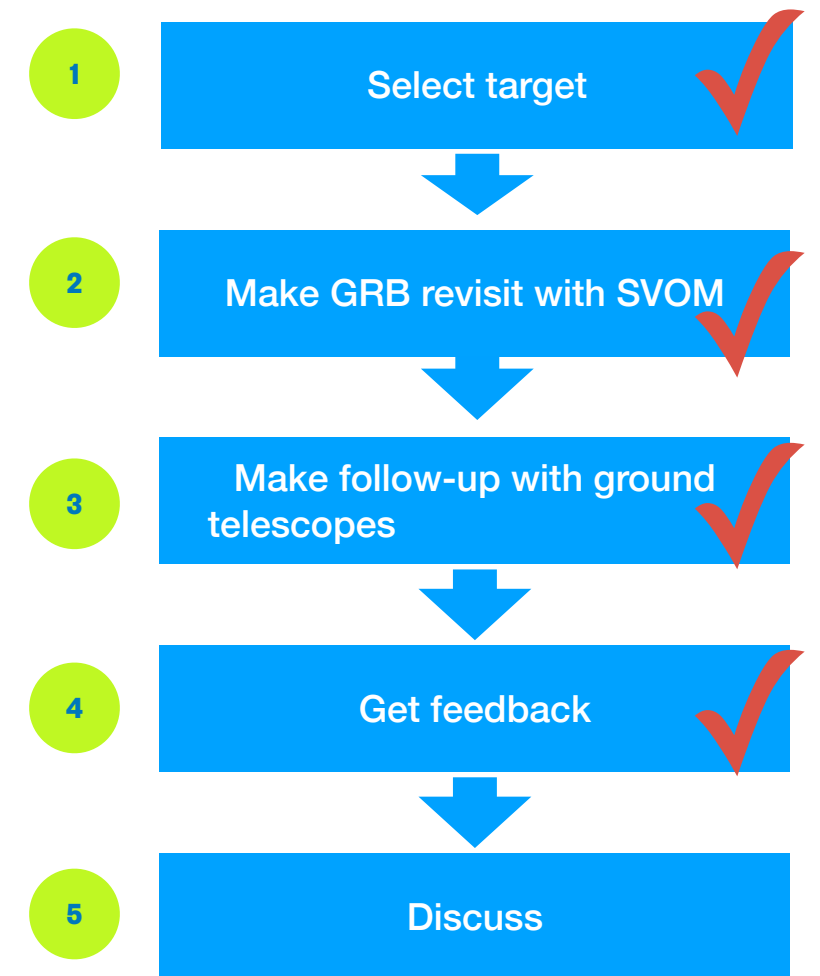 1
Select target
2
Make GRB revisit with SVOM
3
Make follow-up with ground
telescopes
4
Get feedback
5
Discuss